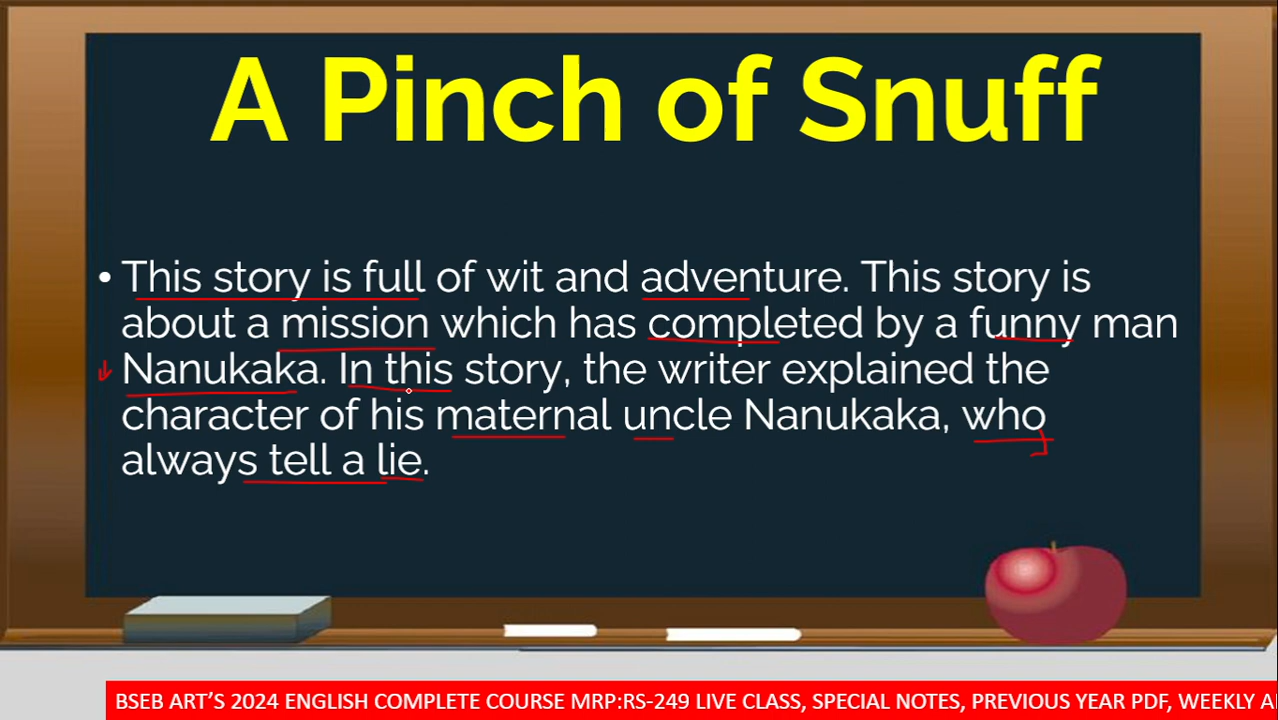 A Pinch of Snuff
• This story is full of wit and adventure. This story is
about a mission which has completed by a funny man
Nanukaka. In this story, the writer explained the
character of his maternal uncle Nanukaka, who
always tell a lie.
BSEB ART'S 2024 ENGLISH COMPLETE COURSE MRP:RS-249 LIVE CLASS, SPECIAL NOTES, PREVIOUS YEAR PDF, WEEKLY